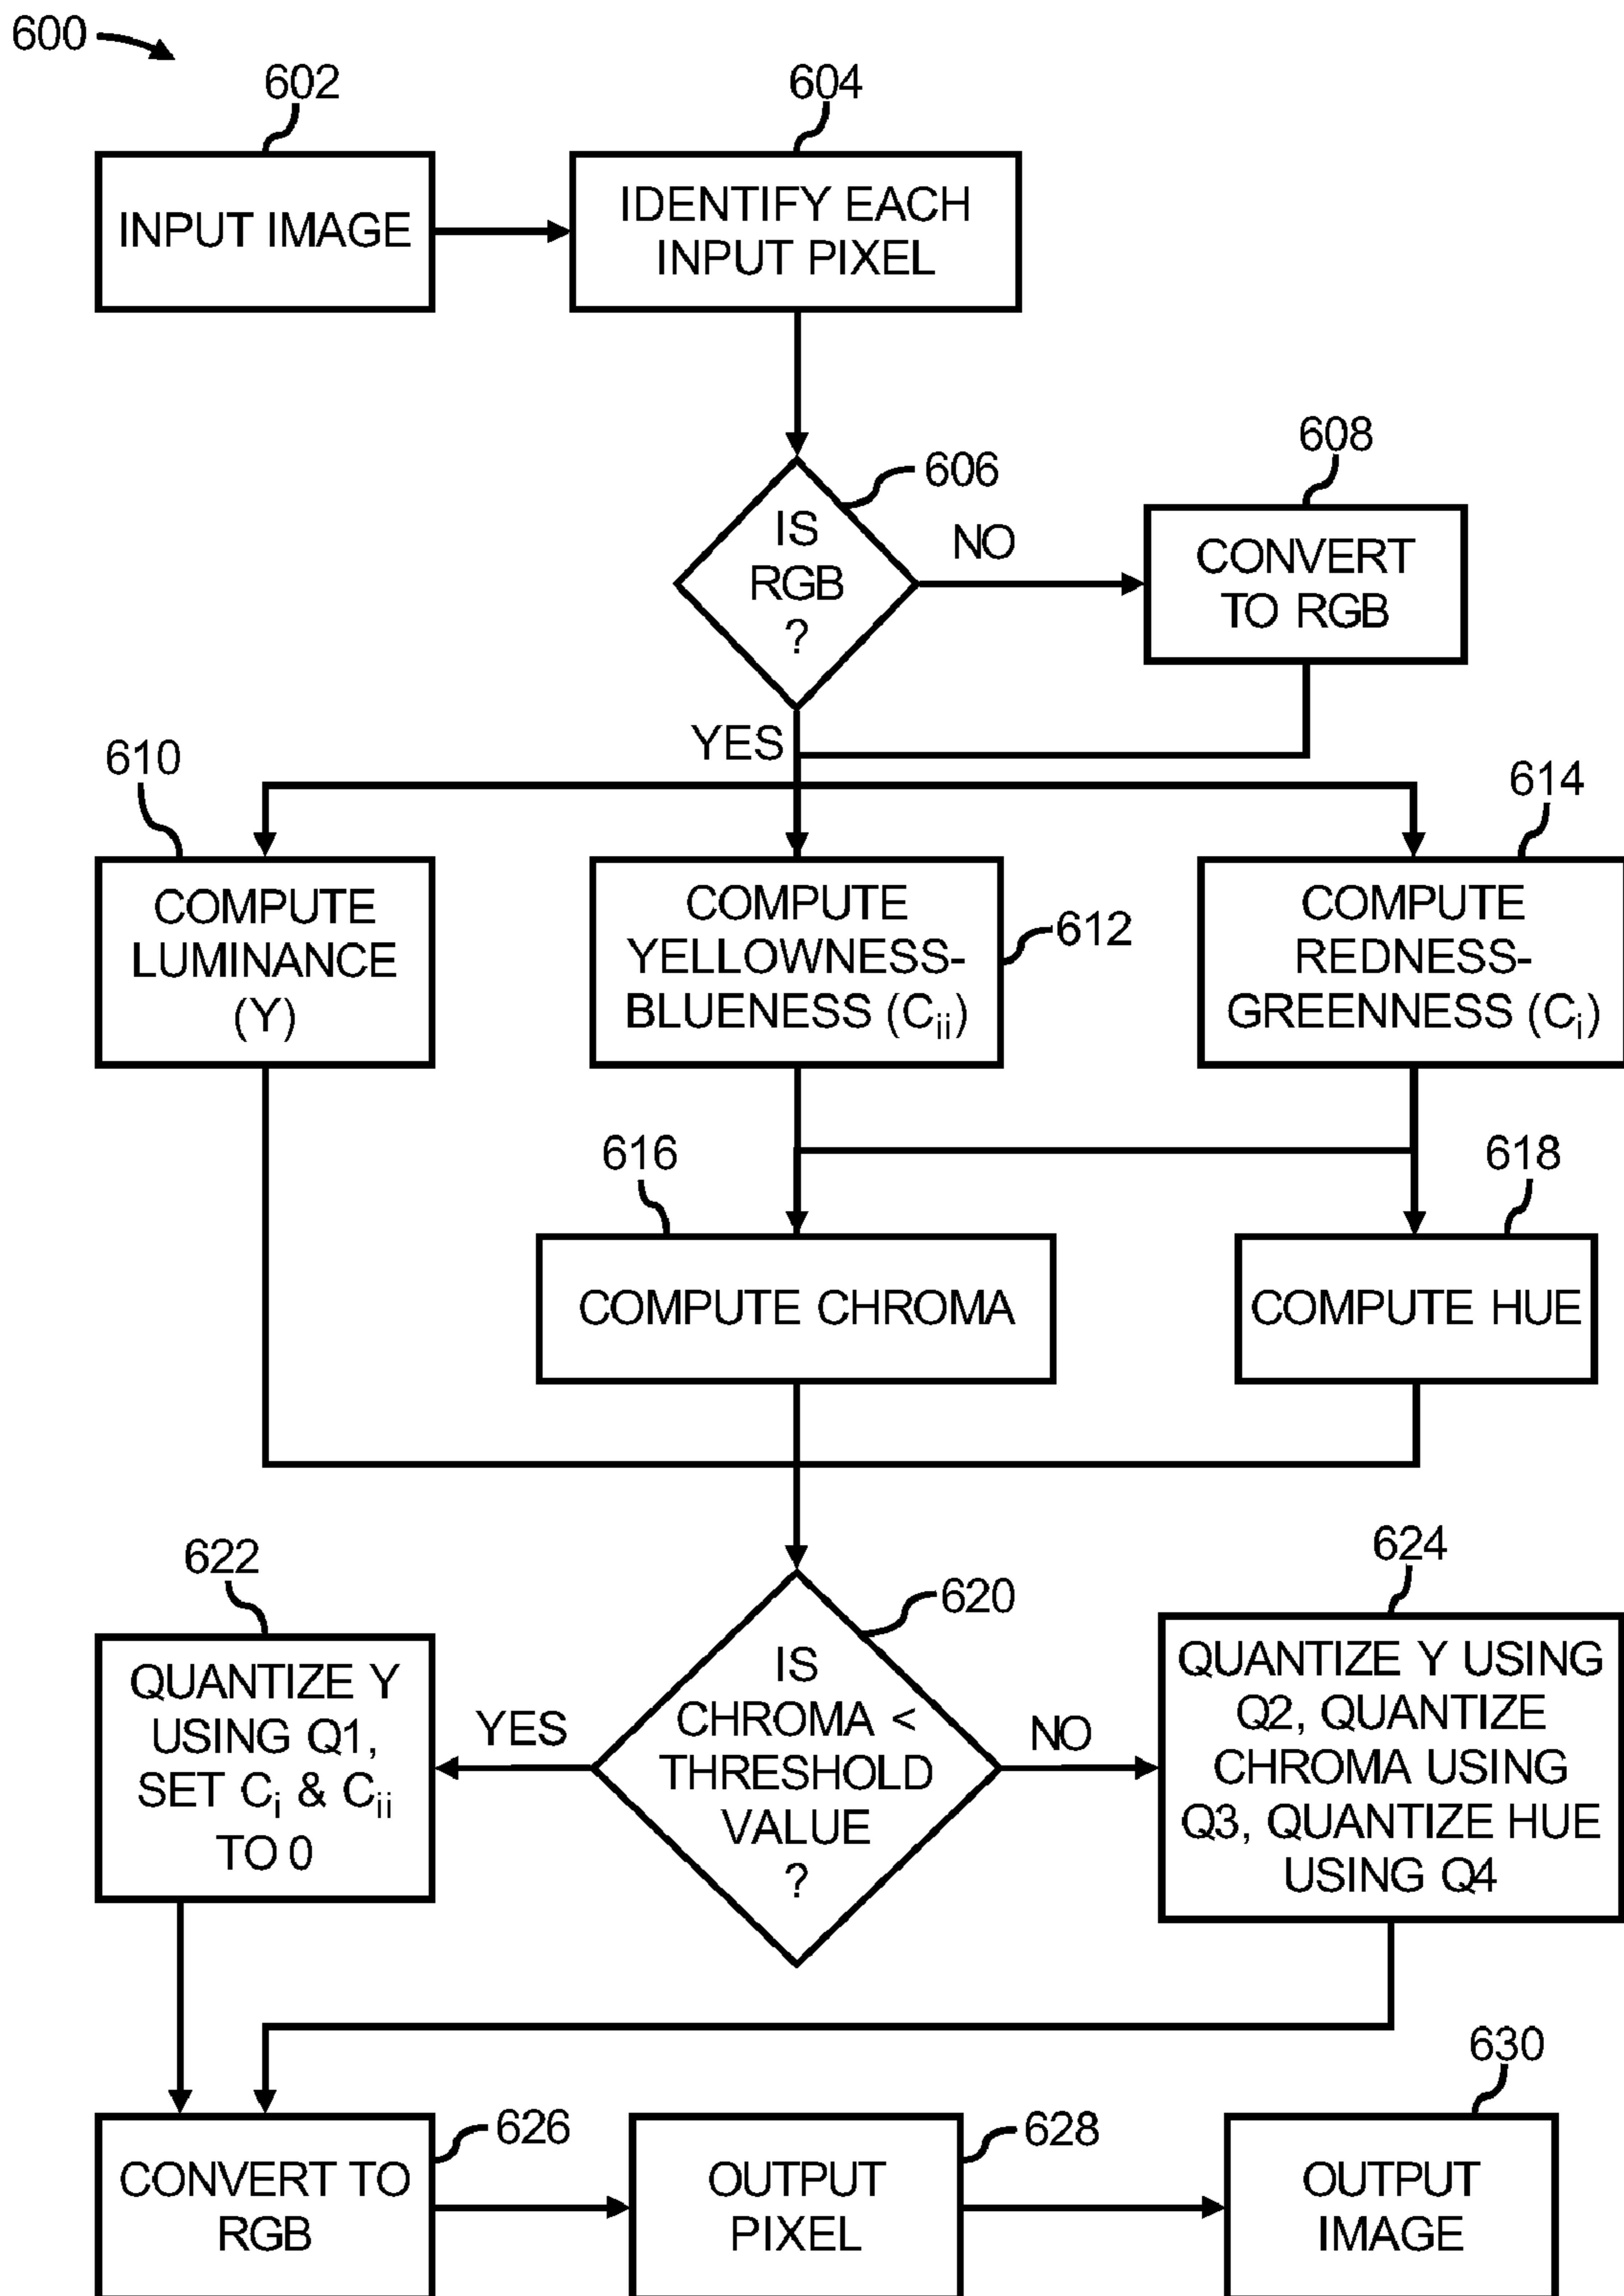 600
602
604
INPUT IMAGE
IDENTIFY EACH
INPUT PIXEL
606
608
IS
RGB
?
NO
CONVERT
TO RGB
YES
610
614
COMPUTE
LUMINANCE
(Y)
COMPUTE
YELLOWNESS-
BLUENESS (Cii)
612
COMPUTE
REDNESS-
GREENNESS (Ci)
616
618
COMPUTE CHROMA
COMPUTE HUE
622
620
624
QUANTIZE Y
USING Q1,
SET Ci & Cii
TO 0
YES
IS
CHROMA <
THRESHOLD
VALUE
?
NO
QUANTIZE Y USING
Q2, QUANTIZE
CHROMA USING
Q3, QUANTIZE HUE
USING Q4
626
628
630
CONVERT TO
RGB
OUTPUT
PIXEL
OUTPUT
IMAGE